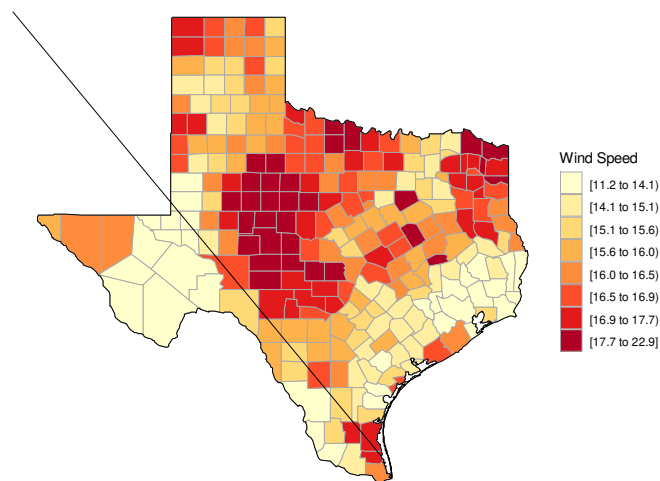 Wind Speed
[11.2 to 14.1)
[14.1 to 15.1)
[15.1 to 15.6)
[15.6 to 16.0)
[16.0 to 16.5)
[16.5 to 16.9)
[16.9 to 17.7)
[17.7 to 22.9]